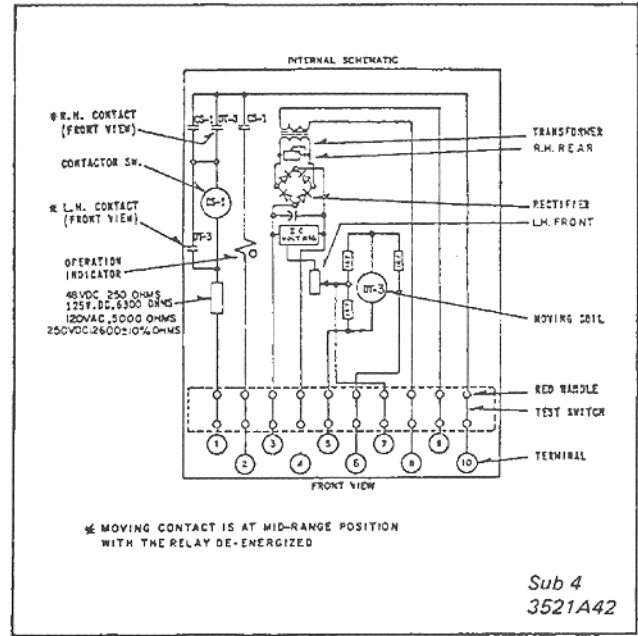 INTERNAL SCHEMATIC
CS-1
DT-3
CS-1
* R.H. CONTACT
(FRONT VIEW)
TRANSFORMER
R.H. REAR
CONTACTOR SW.
CS-1
* L.H. CONTACT
(FRONT VIEW)
RECTIFIER
L.H. FRONT
DT-3
OPERATION
INDICATOR
DT-3
48VDC 250 OHMS
125V.DC, 6300 OHMS
120VAC, 5000 OHMS
250VDC 12600±10% OHMS
MOVING COIL
RED HANDLE
TEST SWITCH
1
2
3
4
5
6
7
8
9
10
TERMINAL
FRONT VIEW
* MOVING CONTACT IS AT MID-RANGE POSITION
WITH THE RELAY DE-ENERGIZED
Sub 4
3521A42